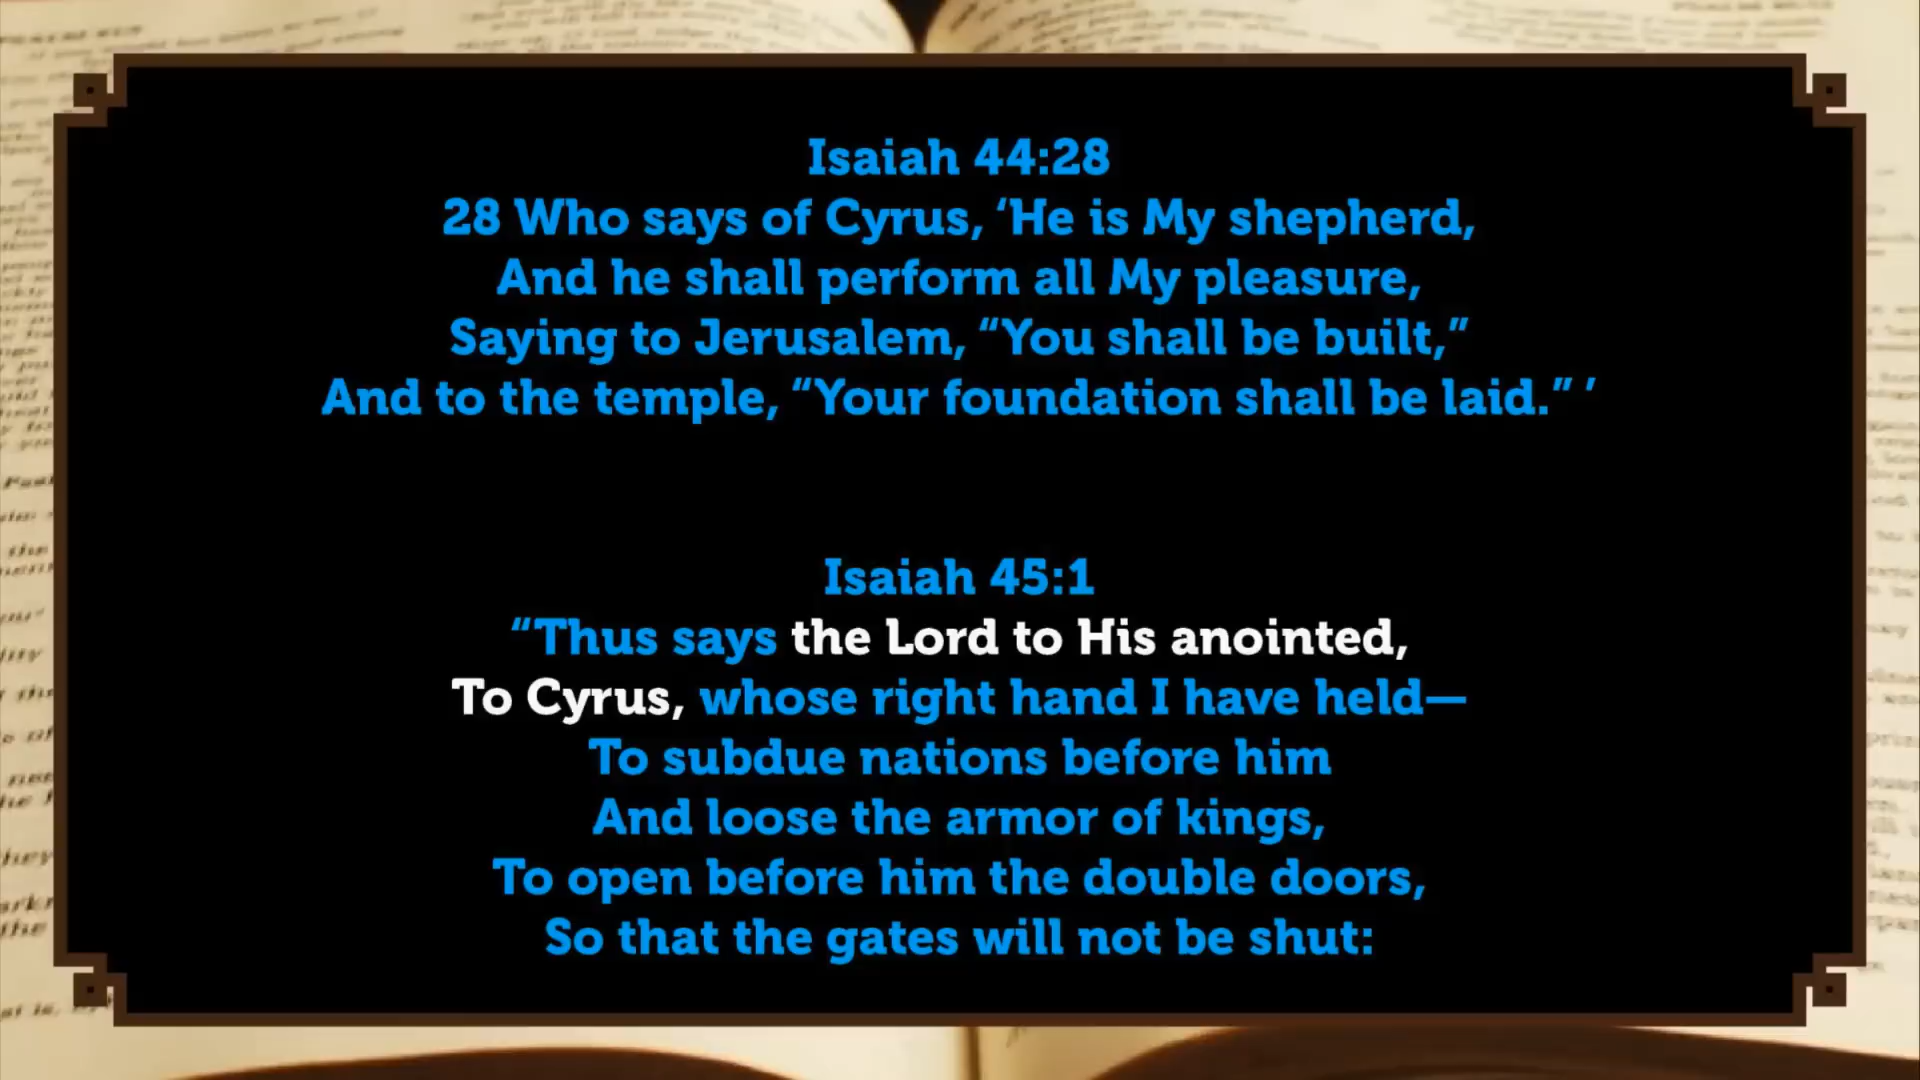 Isaiah 44:28
28 Who says of Cyrus, ‘He is My shepherd,
And he shall perform all My pleasure,
Saying to Jerusalem, “You shall be built,”
And to the temple, “Your foundation shall be laid.” ’
Isaiah 45:1
“Thus says the Lord to His anointed,
To Cyrus, whose right hand I have held—
To subdue nations before him
And loose the armor of kings,
To open before him the double doors,
So that the gates will not be shut: